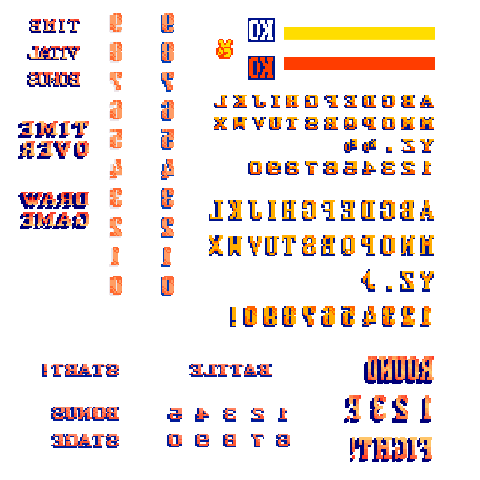 KO
KO
ABCDEFGHIJKL
MNOPQRSTUVWX
YZ.
1234567890
ABCDEFGHIJKL
MNOPQRSTUVWX
YZ.
1234567890!
9 9
8 8
7 7
6 6
5 5
4 4
3 3
2 2
1 1
0 0
TIME
VITAL
BONUS
TIME
OVER
DRAW
GAME
ROUND
1 2 3
FIGHT!
BATTLE
1 2 3 4 5
6 7 8 9 0
START!
BONUS
STAGE